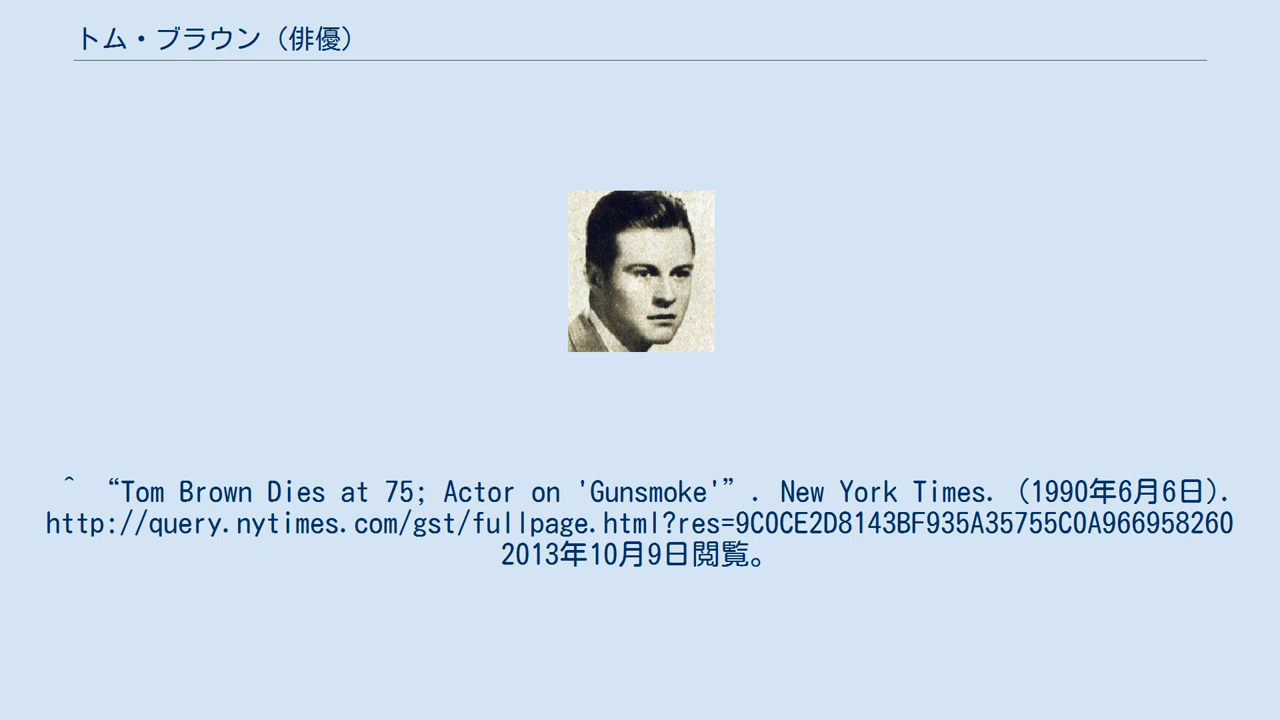 トム・ブラウン（俳優）
^ “Tom Brown Dies at 75; Actor on 'Gunsmoke'”. New York Times. (1990年6月6日).
http://query.nytimes.com/gst/fullpage.html?res=9C0CE2D8143BF935A35755C0A966958260
2013年10月9日閲覧。